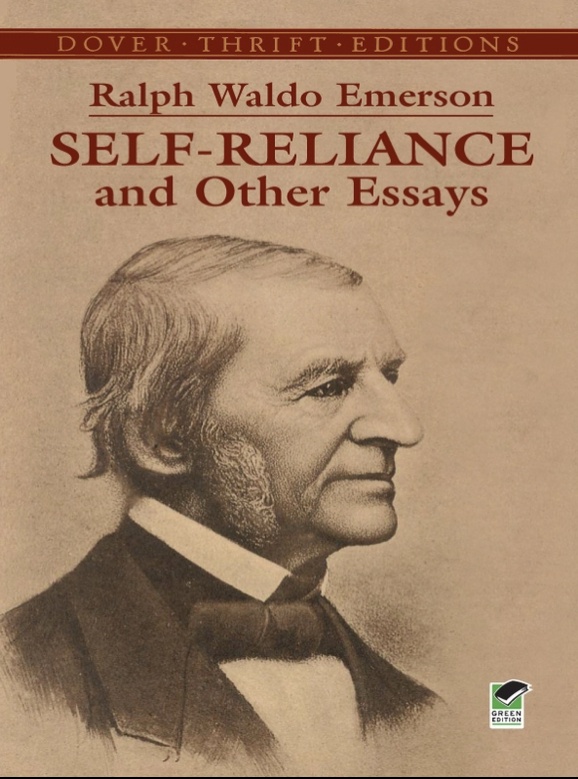 DOVER · THRIFT · EDITIONS
Ralph Waldo Emerson
SELF-RELIANCE
and Other Essays
GREEN
EDITION